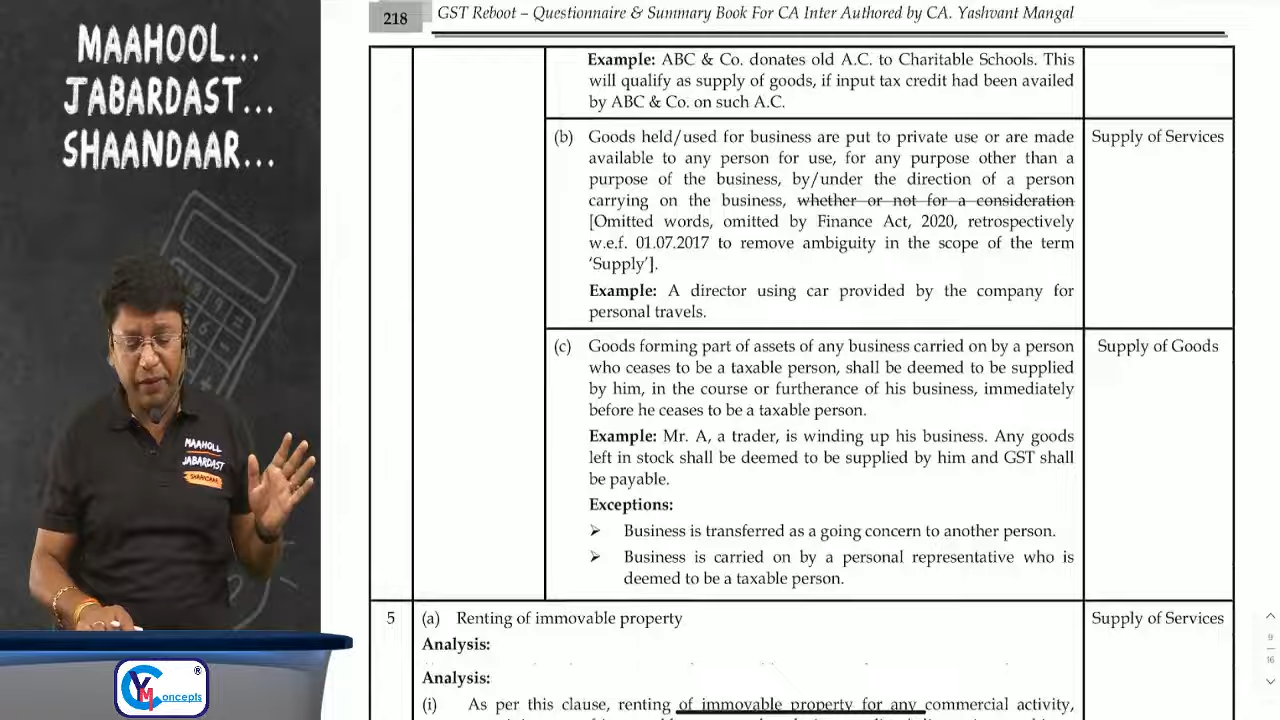 MAAHOOL...
JABARDAST...
SHAANDAAR...
MAAHOLL
JABARDAST
SHAANDAAR
YM Concepts ®
218
GST Reboot – Questionnaire & Summary Book For CA Inter Authored by CA. Yashvant Mangal
Example: ABC & Co. donates old A.C. to Charitable Schools. This
will qualify as supply of goods, if input tax credit had been availed
by ABC & Co. on such A.C.
(b) Goods held/used for business are put to private use or are made
available to any person for use, for any purpose other than a
purpose of the business, by/under the direction of a person
carrying on the business, whether or not for a consideration
[Omitted words, omitted by Finance Act, 2020, retrospectively
w.e.f. 01.07.2017 to remove ambiguity in the scope of the term
‘Supply’].
Example: A director using car provided by the company for
personal travels.
Supply of Services
(c) Goods forming part of assets of any business carried on by a person
who ceases to be a taxable person, shall be deemed to be supplied
by him, in the course or furtherance of his business, immediately
before he ceases to be a taxable person.
Example: Mr. A, a trader, is winding up his business. Any goods
left in stock shall be deemed to be supplied by him and GST shall
be payable.
Exceptions:
➢ Business is transferred as a going concern to another person.
➢ Business is carried on by a personal representative who is
deemed to be a taxable person.
Supply of Goods
5 (a) Renting of immovable property
Supply of Services
Analysis:
Analysis:
(i) As per this clause, renting of immovable property for any commercial activity,
9
16